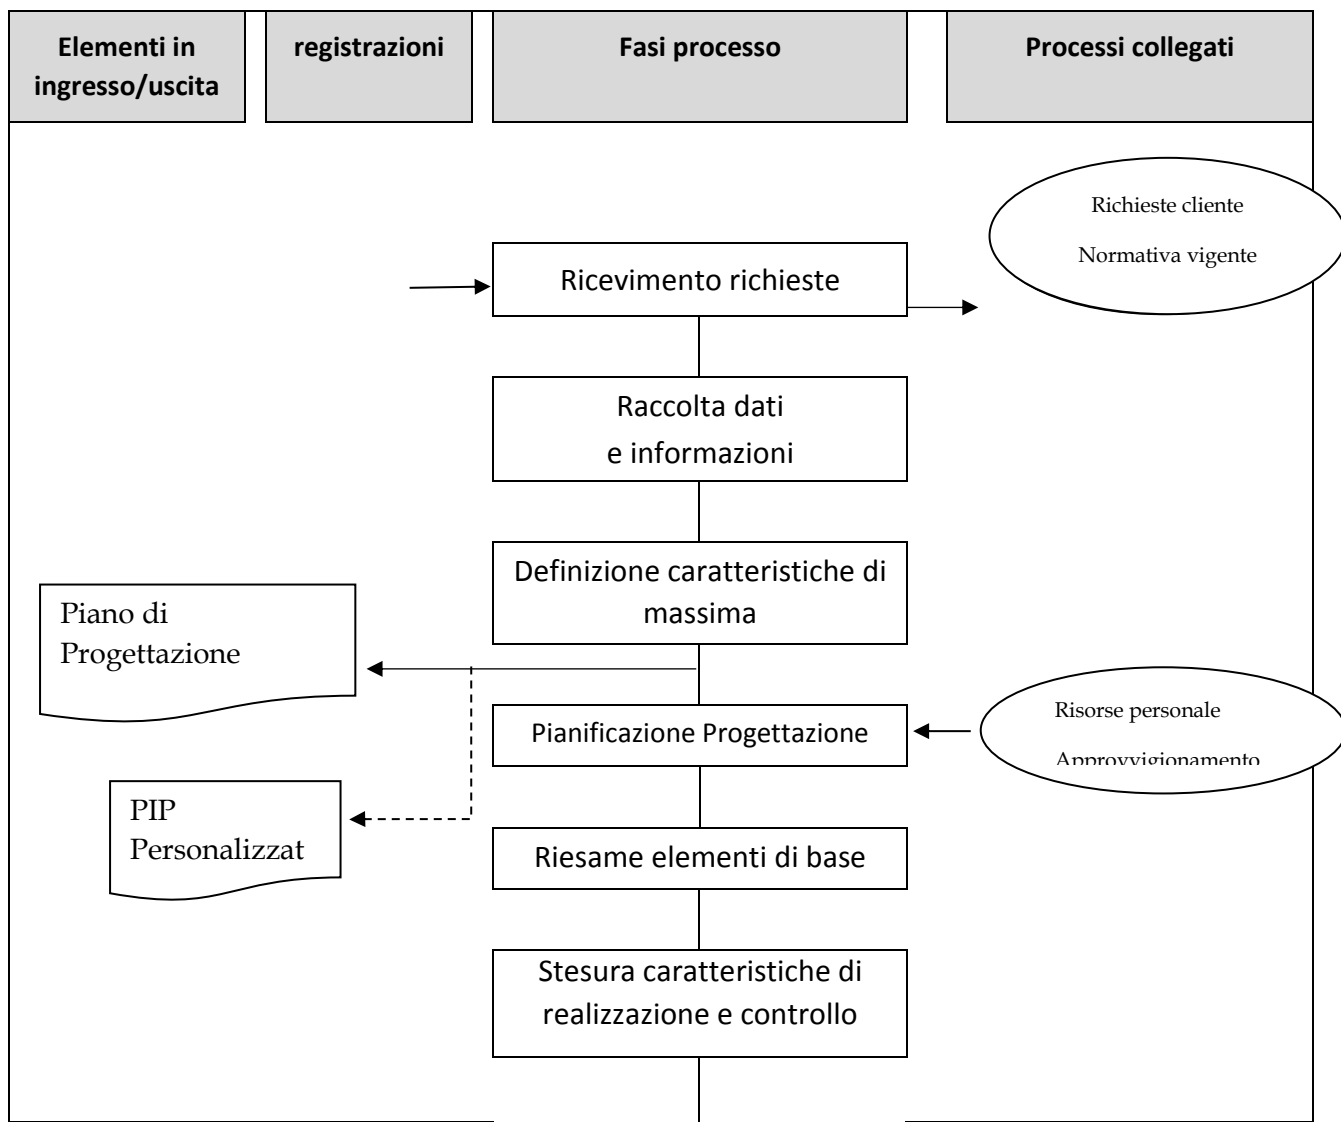 Elementi in
ingresso/uscita
registrazioni
Fasi processo
Processi collegati
Richieste cliente
Normativa vigente
Ricevimento richieste
Raccolta dati
e informazioni
Definizione caratteristiche di
massima
Piano di
Progettazione
Pianificazione Progettazione
Risorse personale
Approvvigionamento
PIP
Personalizzat
Riesame elementi di base
Stesura caratteristiche di
realizzazione e controllo